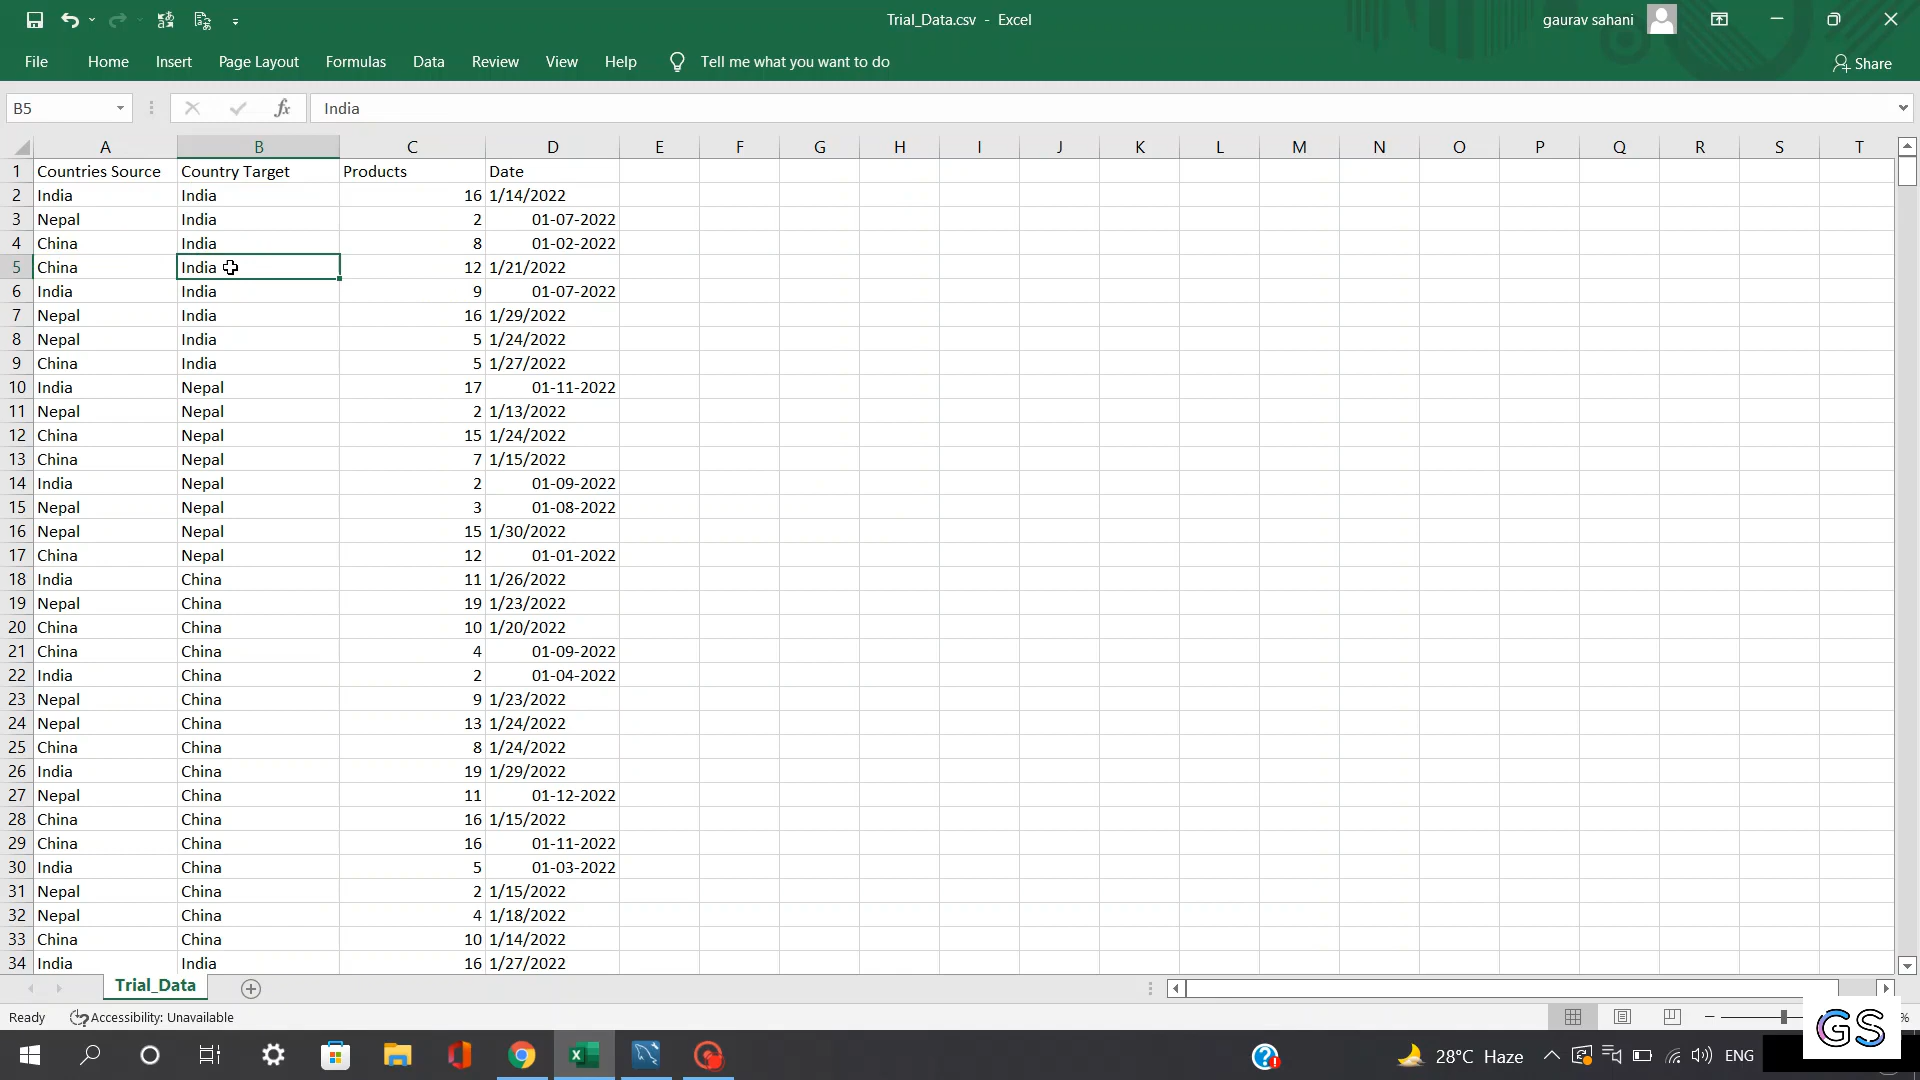 Trial_Data.csv - Excel
gaurav sahani
File Home Insert Page Layout Formulas Data Review View Help Tell me what you want to do Share
B5 fx India
A B C D E F G H I J K L M N O P Q R S T
1 Countries Source Country Target Products Date
2 India India 16 1/14/2022
3 Nepal India 2 01-07-2022
4 China India 8 01-02-2022
5 China India 12 1/21/2022
6 India India 9 01-07-2022
7 Nepal India 16 1/29/2022
8 Nepal India 5 1/24/2022
9 China India 5 1/27/2022
10 India Nepal 17 01-11-2022
11 Nepal Nepal 2 1/13/2022
12 China Nepal 15 1/24/2022
13 China Nepal 7 1/15/2022
14 India Nepal 2 01-09-2022
15 Nepal Nepal 3 01-08-2022
16 Nepal Nepal 15 1/30/2022
17 China Nepal 12 01-01-2022
18 India China 11 1/26/2022
19 Nepal China 19 1/23/2022
20 China China 10 1/20/2022
21 China China 4 01-09-2022
22 India China 2 01-04-2022
23 Nepal China 9 1/23/2022
24 Nepal China 13 1/24/2022
25 China China 8 1/24/2022
26 India China 19 1/29/2022
27 Nepal China 11 01-12-2022
28 China China 16 1/15/2022
29 China China 16 01-11-2022
30 India China 5 01-03-2022
31 Nepal China 2 1/15/2022
32 Nepal China 4 1/18/2022
33 China China 10 1/14/2022
34 India India 16 1/27/2022
Trial_Data
Ready Accessibility: Unavailable %
GS
28°C Haze ENG